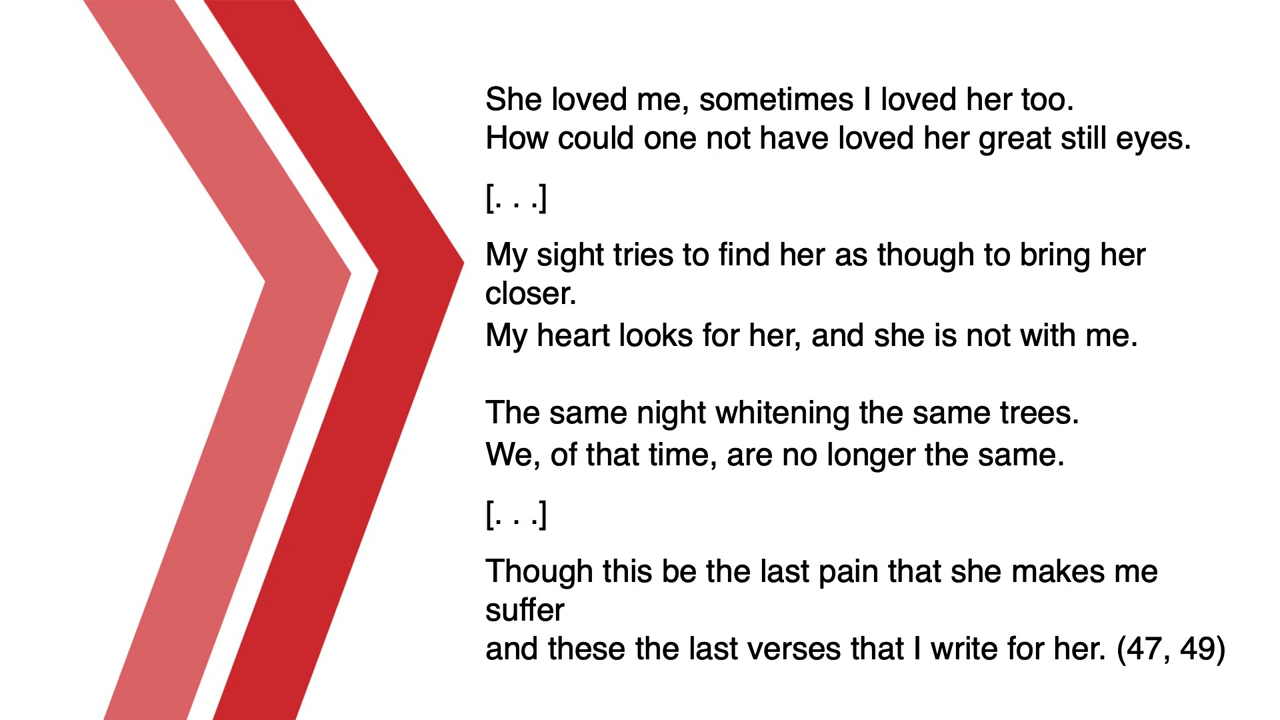 She loved me, sometimes I loved her too.
How could one not have loved her great still eyes.
[. . .]
My sight tries to find her as though to bring her
closer.
My heart looks for her, and she is not with me.
The same night whitening the same trees.
We, of that time, are no longer the same.
[. . .]
Though this be the last pain that she makes me
suffer
and these the last verses that I write for her. (47, 49)